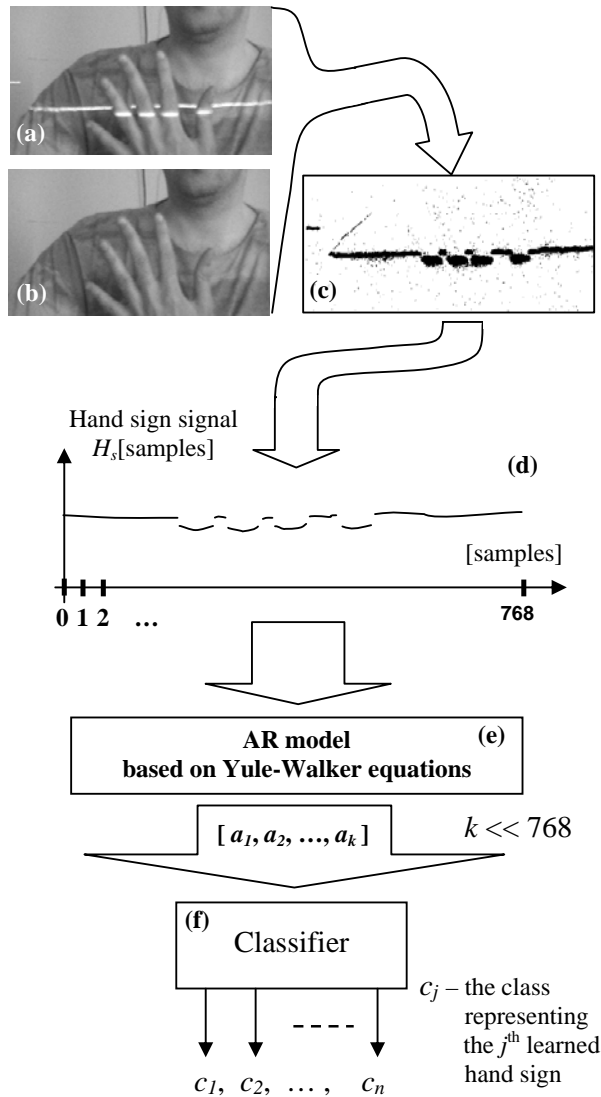 (a)
(b)
(c)
Hand sign signal
Hs[samples]
(d)
[samples]
0 1 2 ... 768
(e)
AR model
based on Yule-Walker equations
[ a1, a2, ..., ak ]
k << 768
(f)
Classifier
cj – the class
representing
the jth learned
hand sign
c1, c2, ... , cn